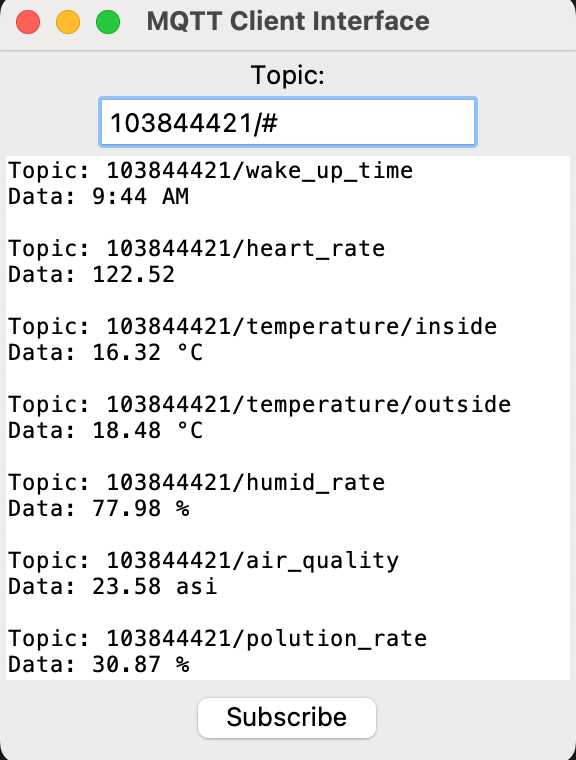 MQTT Client Interface
Topic:
103844421/#
Topic: 103844421/wake_up_time
Data: 9:44 AM
Topic: 103844421/heart_rate
Data: 122.52
Topic: 103844421/temperature/inside
Data: 16.32 °C
Topic: 103844421/temperature/outside
Data: 18.48 °C
Topic: 103844421/humid_rate
Data: 77.98 %
Topic: 103844421/air_quality
Data: 23.58 asi
Topic: 103844421/polution_rate
Data: 30.87 %
Subscribe